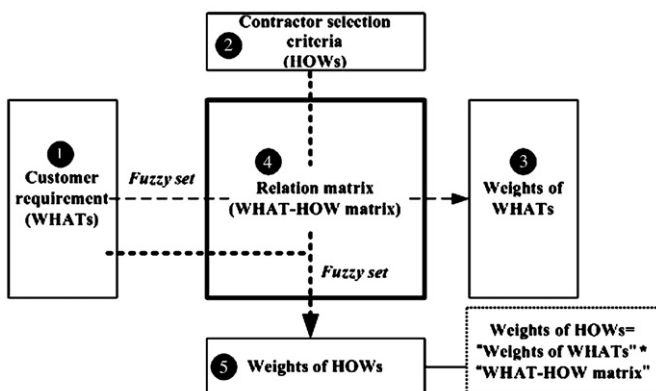 2
Contractor selection
criteria
(HOWs)
1
Customer
requirement
(WHATs)
Fuzzy set
4
Relation matrix
(WHAT-HOW matrix)
3
Weights of
WHATs
Fuzzy set
5 Weights of HOWs
Weights of HOWs=
"Weights of WHATs" *
"WHAT-HOW matrix"